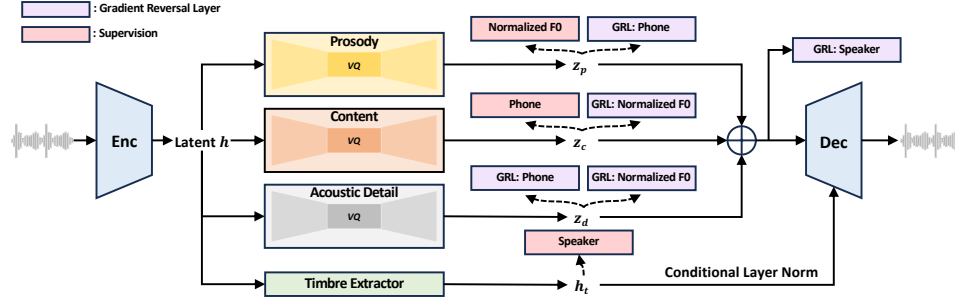 : Gradient Reversal Layer
: Supervision
Prosody
VQ
Normalized F0
GRL: Phone
z_p
GRL: Speaker
Content
VQ
Phone
GRL: Normalized F0
z_c
Enc
Latent h
Dec
Acoustic Detail
VQ
GRL: Phone
GRL: Normalized F0
z_d
Speaker
Timbre Extractor
h_t
Conditional Layer Norm